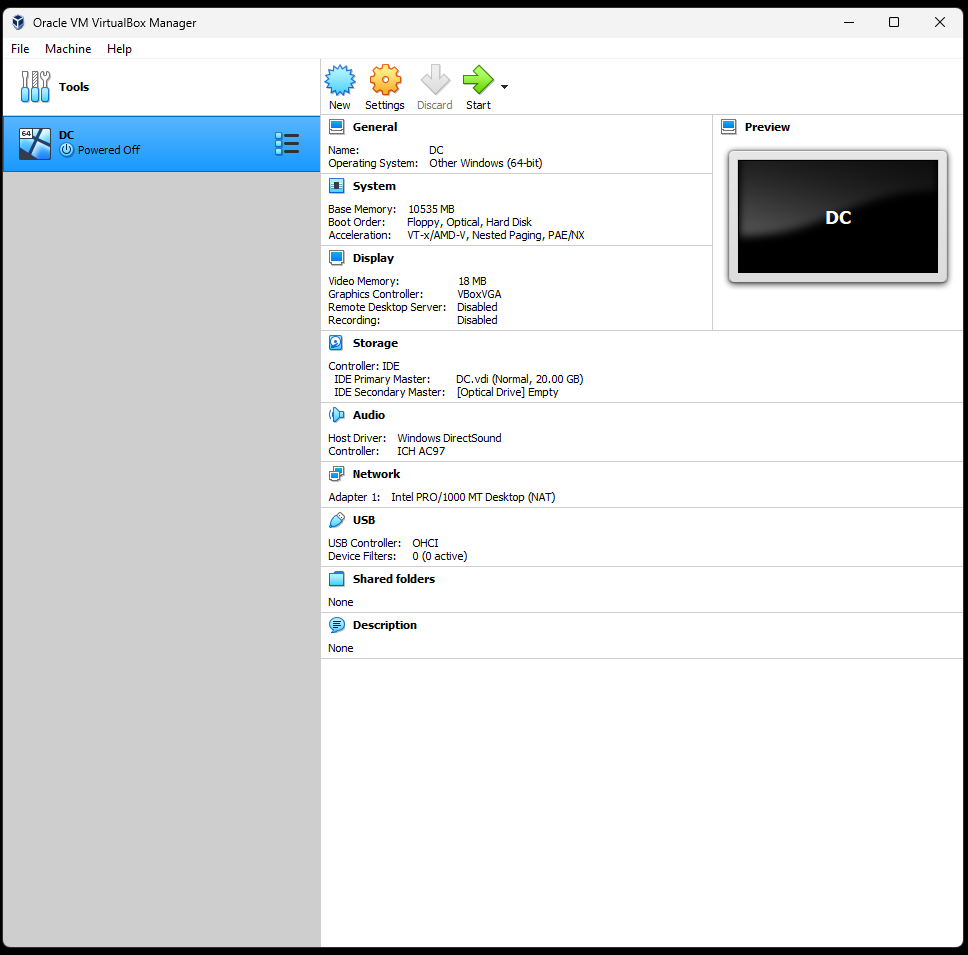 Oracle VM VirtualBox Manager
File Machine Help
Tools
New Settings Discard Start
64
DC
Powered Off
General
Name: DC
Operating System: Other Windows (64-bit)
System
Base Memory: 10535 MB
Boot Order: Floppy, Optical, Hard Disk
Acceleration: VT-x/AMD-V, Nested Paging, PAE/NX
Display
Video Memory: 18 MB
Graphics Controller: VBoxVGA
Remote Desktop Server: Disabled
Recording: Disabled
Preview
DC
Storage
Controller: IDE
IDE Primary Master: DC.vdi (Normal, 20.00 GB)
IDE Secondary Master: [Optical Drive] Empty
Audio
Host Driver: Windows DirectSound
Controller: ICH AC97
Network
Adapter 1: Intel PRO/1000 MT Desktop (NAT)
USB
USB Controller: OHCI
Device Filters: 0 (0 active)
Shared folders
None
Description
None